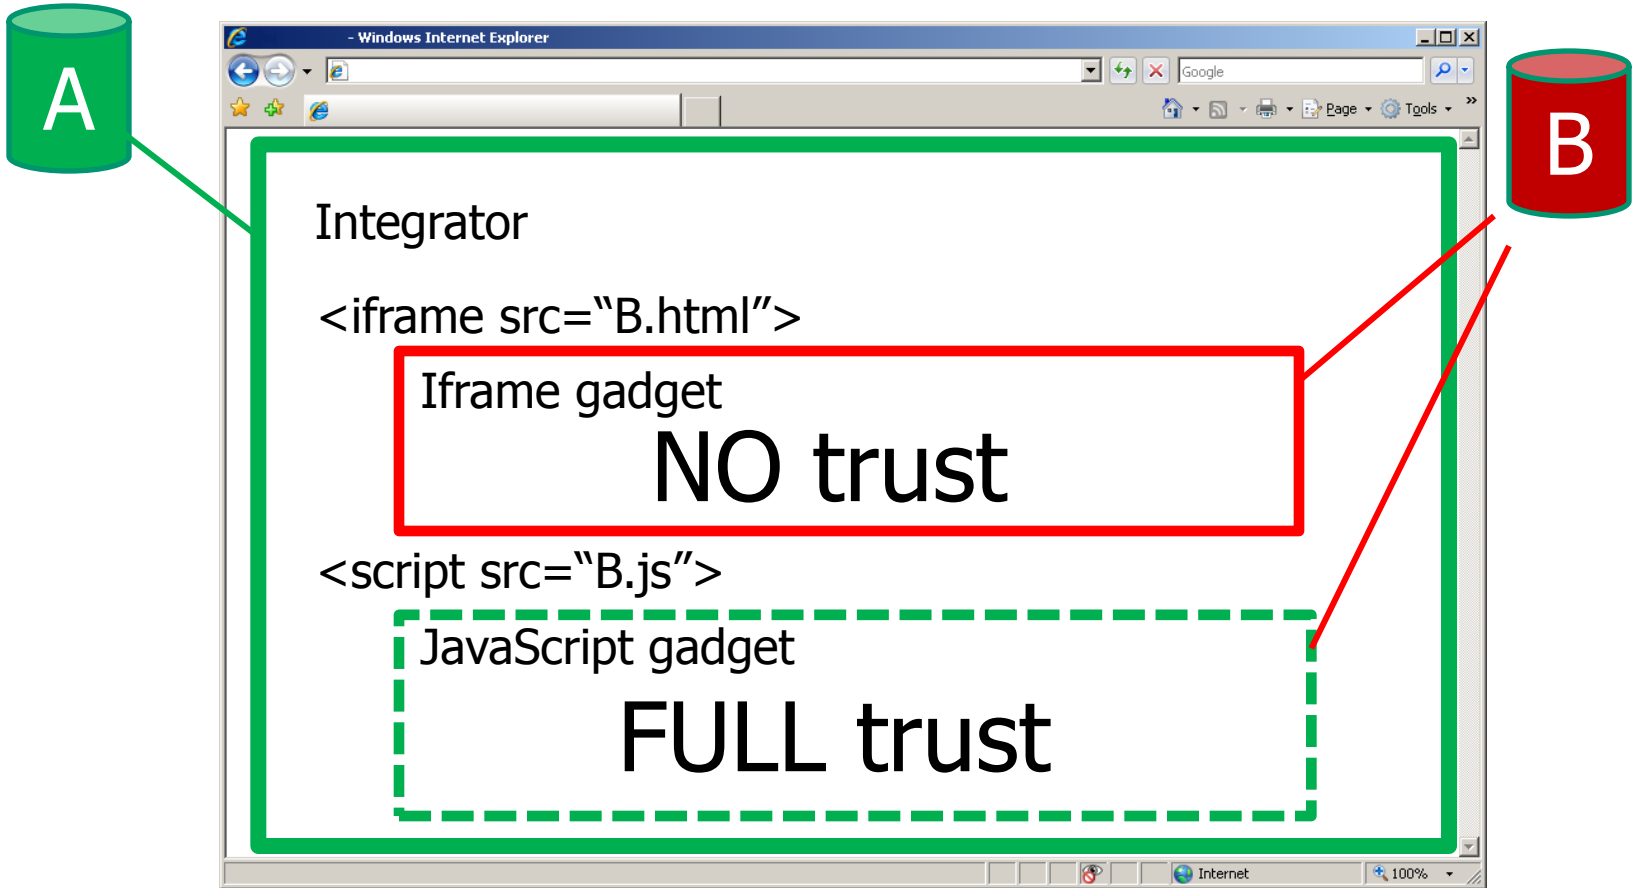 A
- Windows Internet Explorer
Google
Page
Tools
»
B
Integrator
<iframe src=“B.html”>
Iframe gadget
NO trust
<script src=“B.js”>
JavaScript gadget
FULL trust
Internet
100%